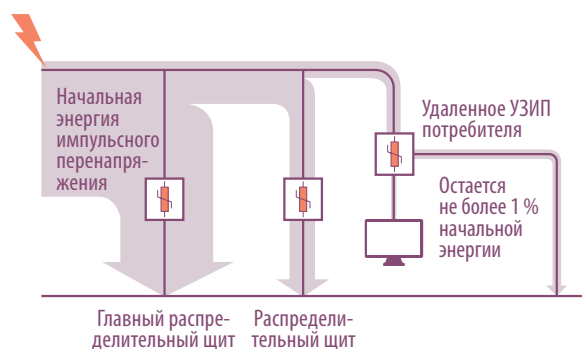 Начальная
энергия
импульсного
перенапря-
жения
Удаленное УЗИП
потребителя
Остается
не более 1 %
начальной
энергии
Главный распре-
делительный щит
Распредели-
тельный щит